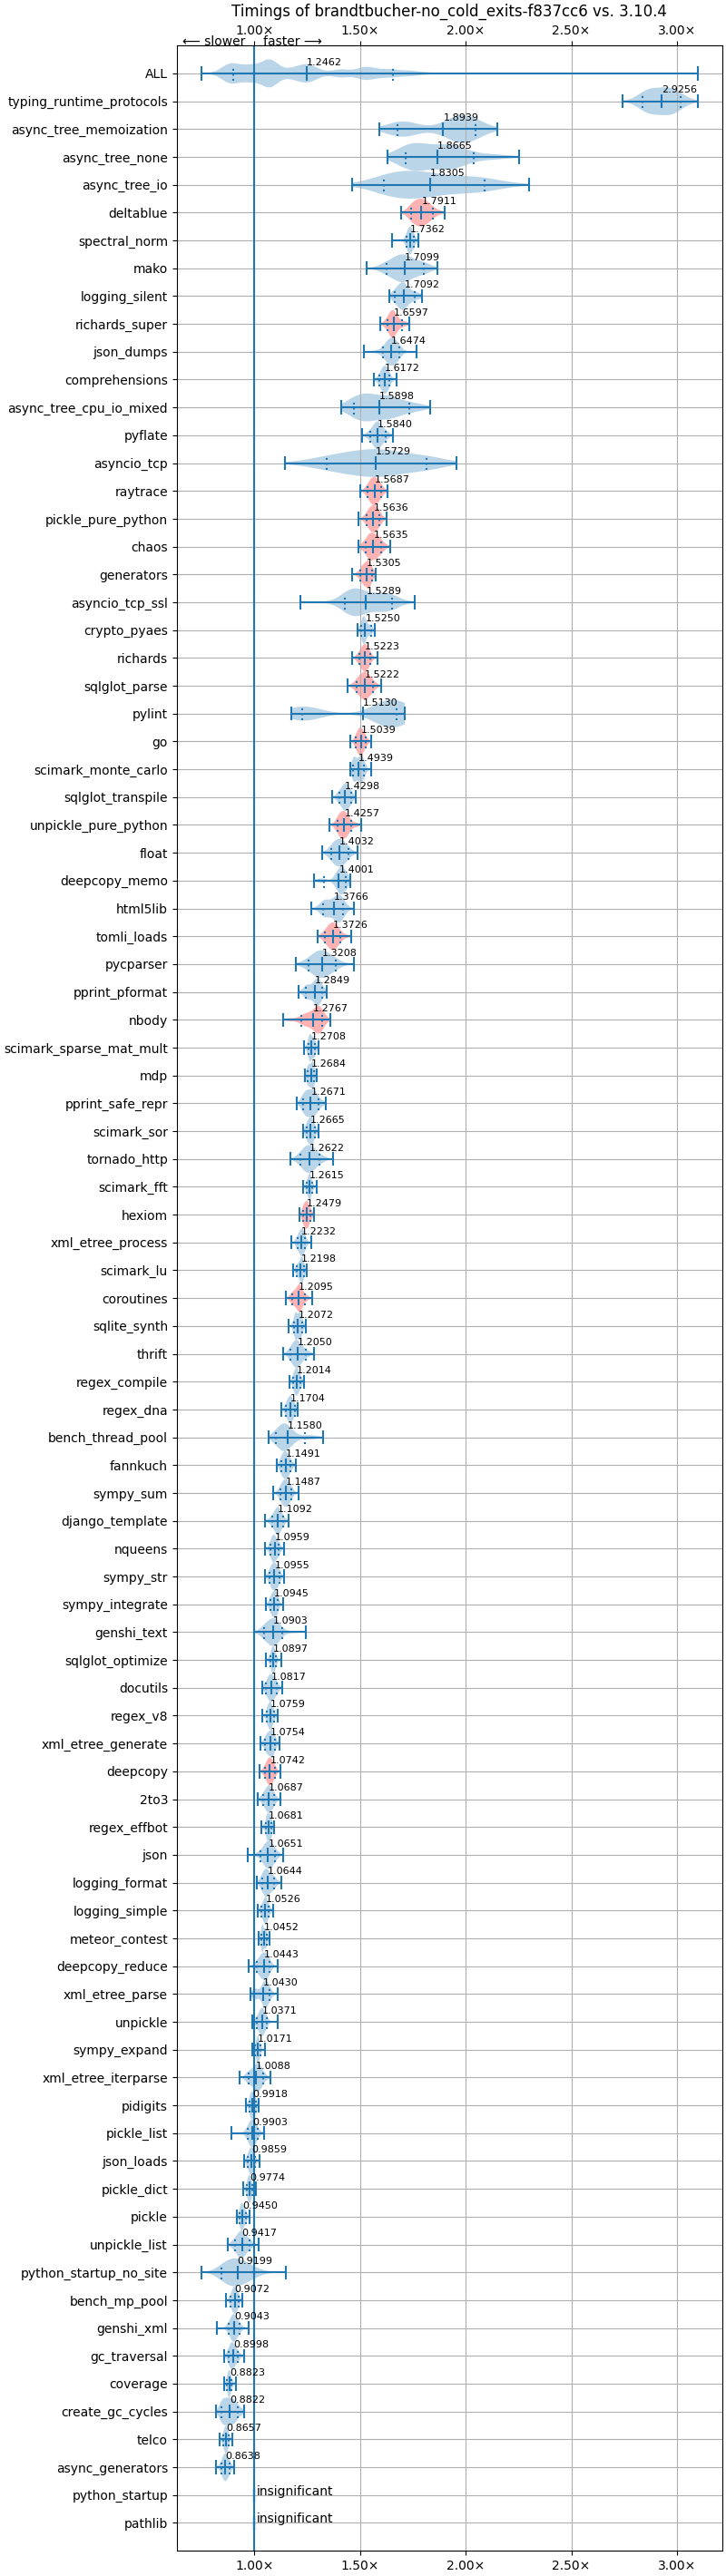 Timings of brandtbucher-no_cold_exits-f837cc6 vs. 3.10.4
1.00× 1.50× 2.00× 2.50× 3.00×
⟵ slower faster ⟶
ALL 1.2462
typing_runtime_protocols 2.9256
async_tree_memoization 1.8939
async_tree_none 1.8665
async_tree_io 1.8305
deltablue 1.7911
spectral_norm 1.7362
mako 1.7099
logging_silent 1.7092
richards_super 1.6597
json_dumps 1.6474
comprehensions 1.6172
async_tree_cpu_io_mixed 1.5898
pyflate 1.5840
asyncio_tcp 1.5729
raytrace 1.5687
pickle_pure_python 1.5636
chaos 1.5635
generators 1.5305
asyncio_tcp_ssl 1.5289
crypto_pyaes 1.5250
richards 1.5223
sqlglot_parse 1.5222
pylint 1.5130
go 1.5039
scimark_monte_carlo 1.4939
sqlglot_transpile 1.4298
unpickle_pure_python 1.4257
float 1.4032
deepcopy_memo 1.4001
html5lib 1.3766
tomli_loads 1.3726
pycparser 1.3208
pprint_pformat 1.2849
nbody 1.2767
scimark_sparse_mat_mult 1.2708
mdp 1.2684
pprint_safe_repr 1.2671
scimark_sor 1.2665
tornado_http 1.2622
scimark_fft 1.2615
hexiom 1.2479
xml_etree_process 1.2232
scimark_lu 1.2198
coroutines 1.2095
sqlite_synth 1.2072
thrift 1.2050
regex_compile 1.2014
regex_dna 1.1704
bench_thread_pool 1.1580
fannkuch 1.1491
sympy_sum 1.1487
django_template 1.1092
nqueens 1.0959
sympy_str 1.0955
sympy_integrate 1.0945
genshi_text 1.0903
sqlglot_optimize 1.0897
docutils 1.0817
regex_v8 1.0759
xml_etree_generate 1.0754
deepcopy 1.0742
2to3 1.0687
regex_effbot 1.0681
json 1.0651
logging_format 1.0644
logging_simple 1.0526
meteor_contest 1.0452
deepcopy_reduce 1.0443
xml_etree_parse 1.0430
unpickle 1.0371
sympy_expand 1.0171
xml_etree_iterparse 1.0088
pidigits 0.9918
pickle_list 0.9903
json_loads 0.9859
pickle_dict 0.9774
pickle 0.9450
unpickle_list 0.9417
python_startup_no_site 0.9199
bench_mp_pool 0.9072
genshi_xml 0.9043
gc_traversal 0.8998
coverage 0.8823
create_gc_cycles 0.8822
telco 0.8657
async_generators 0.8638
python_startup insignificant
pathlib insignificant
1.00× 1.50× 2.00× 2.50× 3.00×